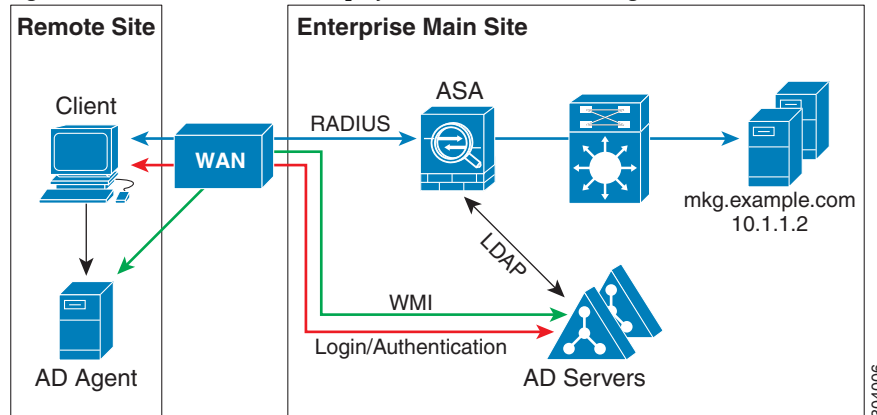 Remote Site
Enterprise Main Site
Client
ASA
RADIUS
WAN
mkg.example.com
10.1.1.2
LDAP
WMI
Login/Authentication
AD Agent
AD Servers